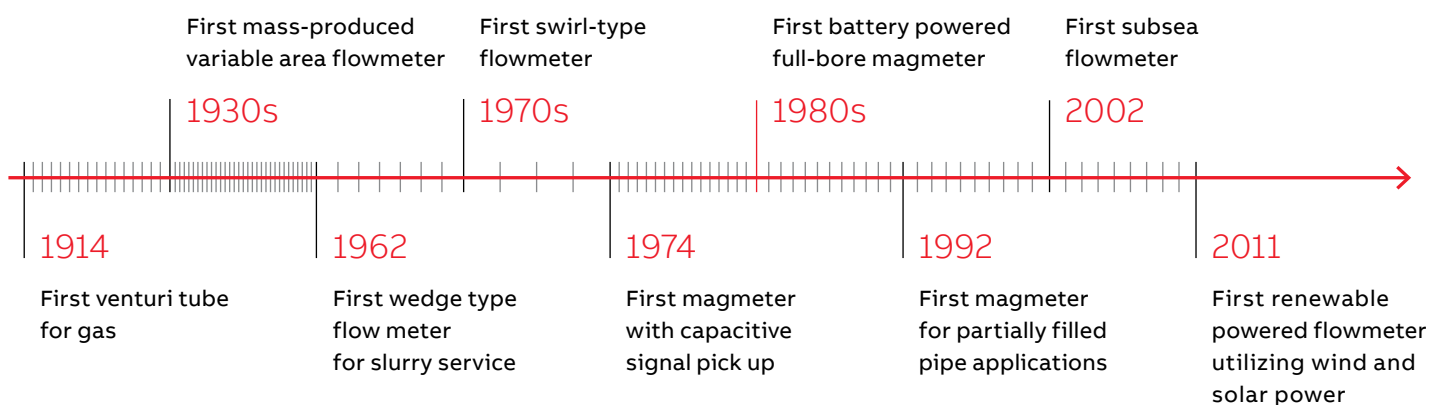 First mass-produced
variable area flowmeter
1930s
First swirl-type
flowmeter
1970s
First battery powered
full-bore magmeter
1980s
First subsea
flowmeter
2002
1914
First venturi tube
for gas
1962
First wedge type
flow meter
for slurry service
1974
First magmeter
with capacitive
signal pick up
1992
First magmeter
for partially filled
pipe applications
2011
First renewable
powered flowmeter
utilizing wind and
solar power